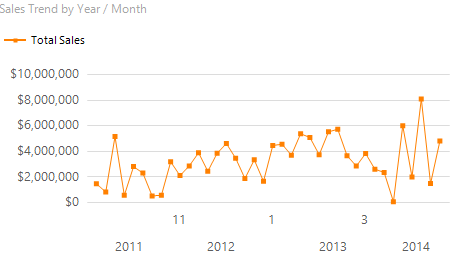 Sales Trend by Year / Month
Total Sales
$10,000,000
$8,000,000
$6,000,000
$4,000,000
$2,000,000
$0
11 1 3
2011 2012 2013 2014